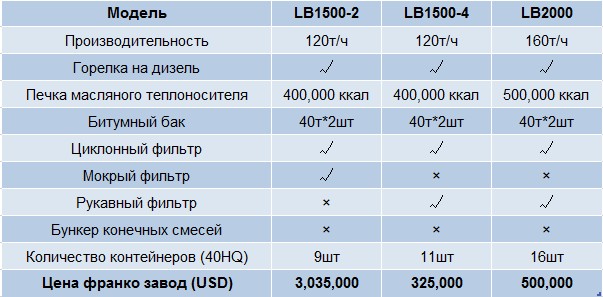 Модель LB1500-2 LB1500-4 LB2000
Производительность 120т/ч 120т/ч 160т/ч
Горелка на дизель ✓ ✓ ✓
Печка масляного теплоносителя 400,000 ккал 400,000 ккал 500,000 ккал
Битумный бак 40т*2шт 40т*2шт 40т*2шт
Циклонный фильтр ✓ ✓ ✓
Мокрый фильтр ✓ × ×
Рукавный фильтр × ✓ ✓
Бункер конечных смесей × × ×
Количество контейнеров (40HQ) 9шт 11шт 16шт
Цена франко завод (USD) 3,035,000 325,000 500,000